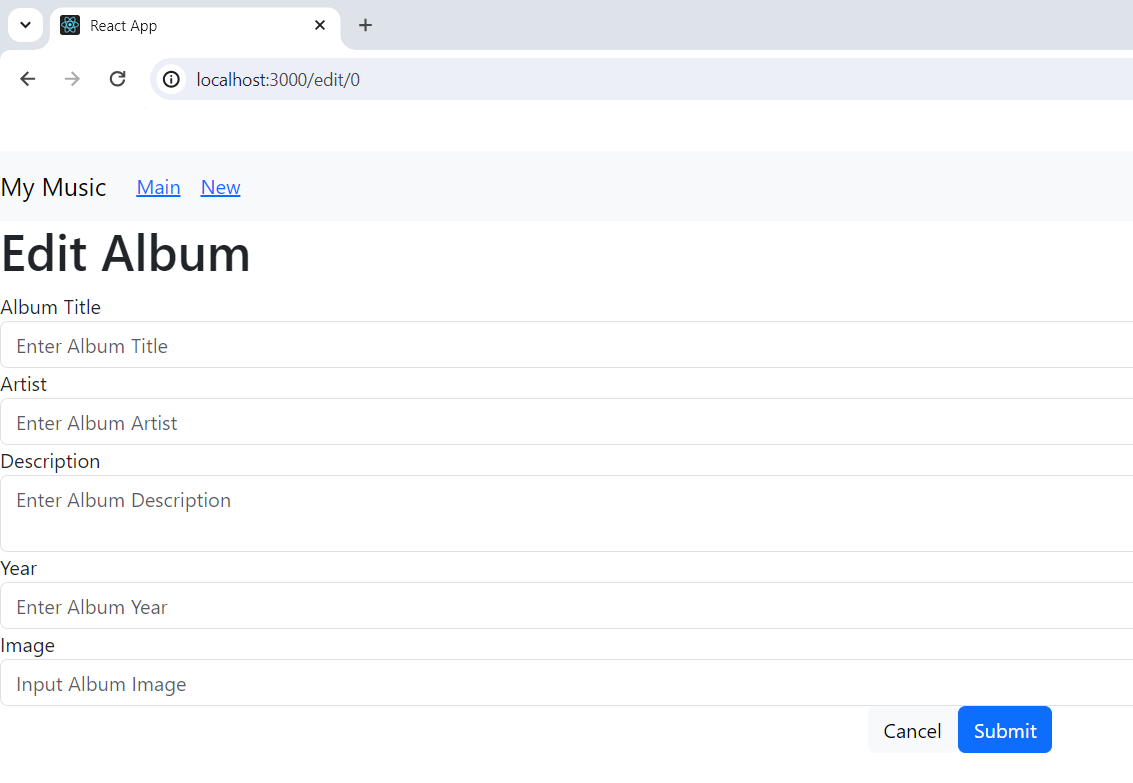 React App
localhost:3000/edit/0
My Music Main New
Edit Album
Album Title
Enter Album Title
Artist
Enter Album Artist
Description
Enter Album Description
Year
Enter Album Year
Image
Input Album Image
Cancel Submit